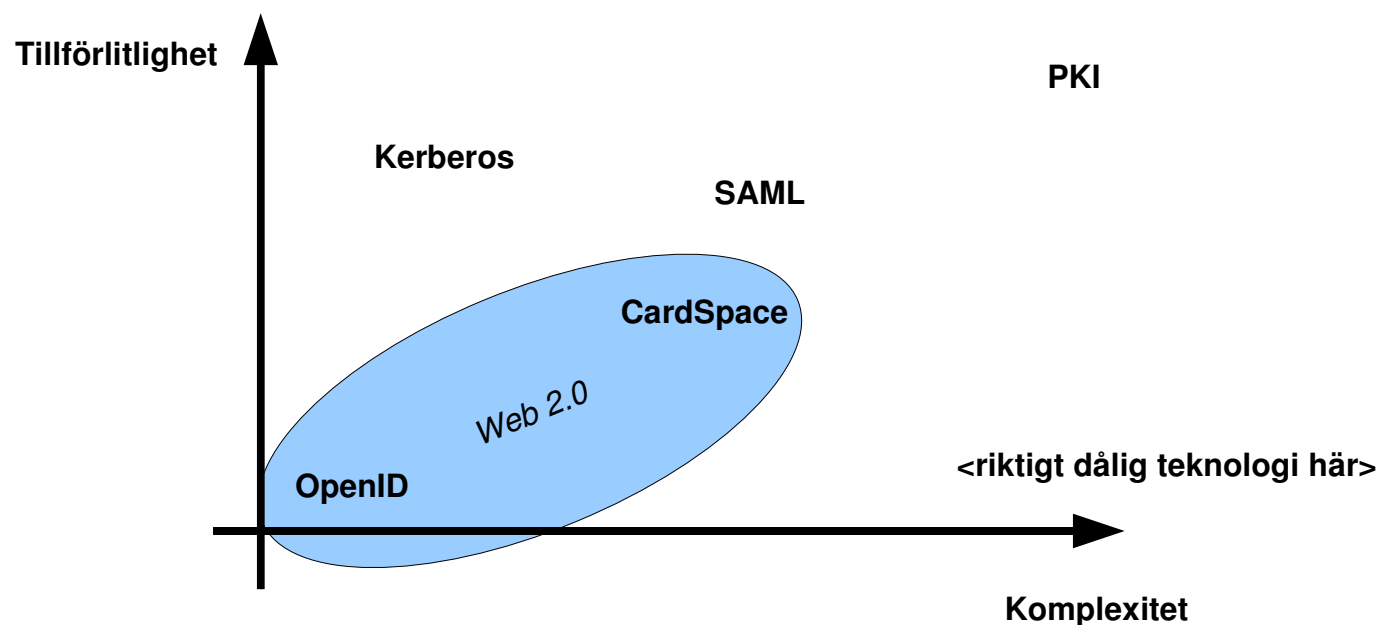 Tillförlitlighet
PKI
Kerberos
SAML
CardSpace
Web 2.0
<riktigt dålig teknologi här>
OpenID
Komplexitet